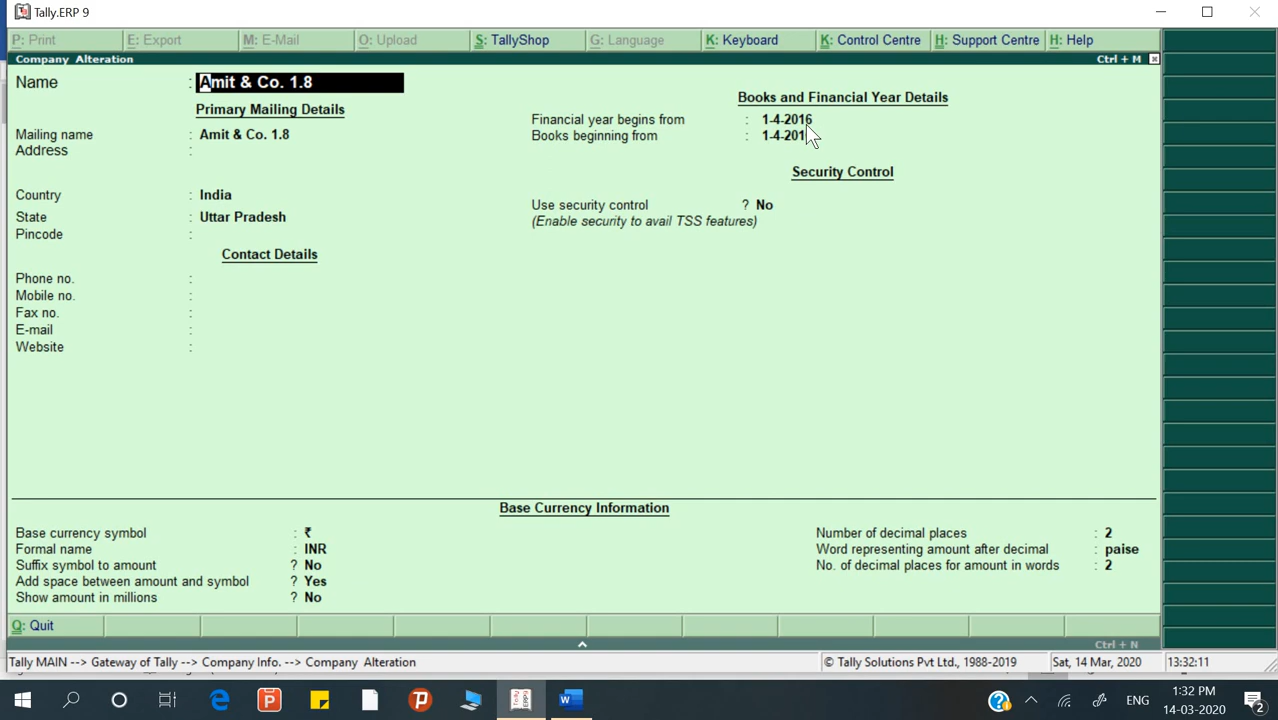 Tally.ERP 9
P: Print E: Export M: E-Mail O: Upload S: TallyShop G: Language K: Keyboard K: Control Centre H: Support Centre H: Help
Company Alteration Ctrl + M
Name : Amit & Co. 1.8
Primary Mailing Details
Mailing name : Amit & Co. 1.8
Address :
Country : India
State : Uttar Pradesh
Pincode :
Contact Details
Phone no. :
Mobile no. :
Fax no. :
E-mail :
Website :
Books and Financial Year Details
Financial year begins from : 1-4-2016
Books beginning from :
Security Control
Use security control ? No
(Enable security to avail TSS features)
Base Currency Information
Base currency symbol : ₹
Formal name : INR
Suffix symbol to amount ? No
Add space between amount and symbol ? Yes
Show amount in millions ? No
Number of decimal places : 2
Word representing amount after decimal : paise
No. of decimal places for amount in words : 2
Q: Quit
Ctrl + N
Tally MAIN --> Gateway of Tally --> Company Info. --> Company Alteration © Tally Solutions Pvt Ltd., 1988-2019 Sat, 14 Mar, 2020 13:32:11
ENG
1:32 PM
14-03-2020
2